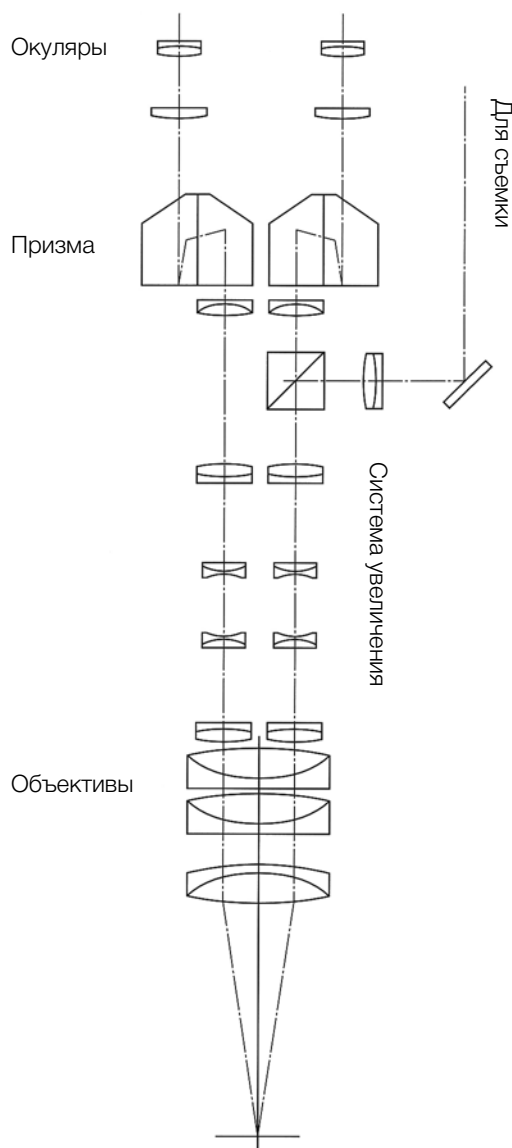 Окуляры
Для съемки
Призма
Система увеличения
Объективы